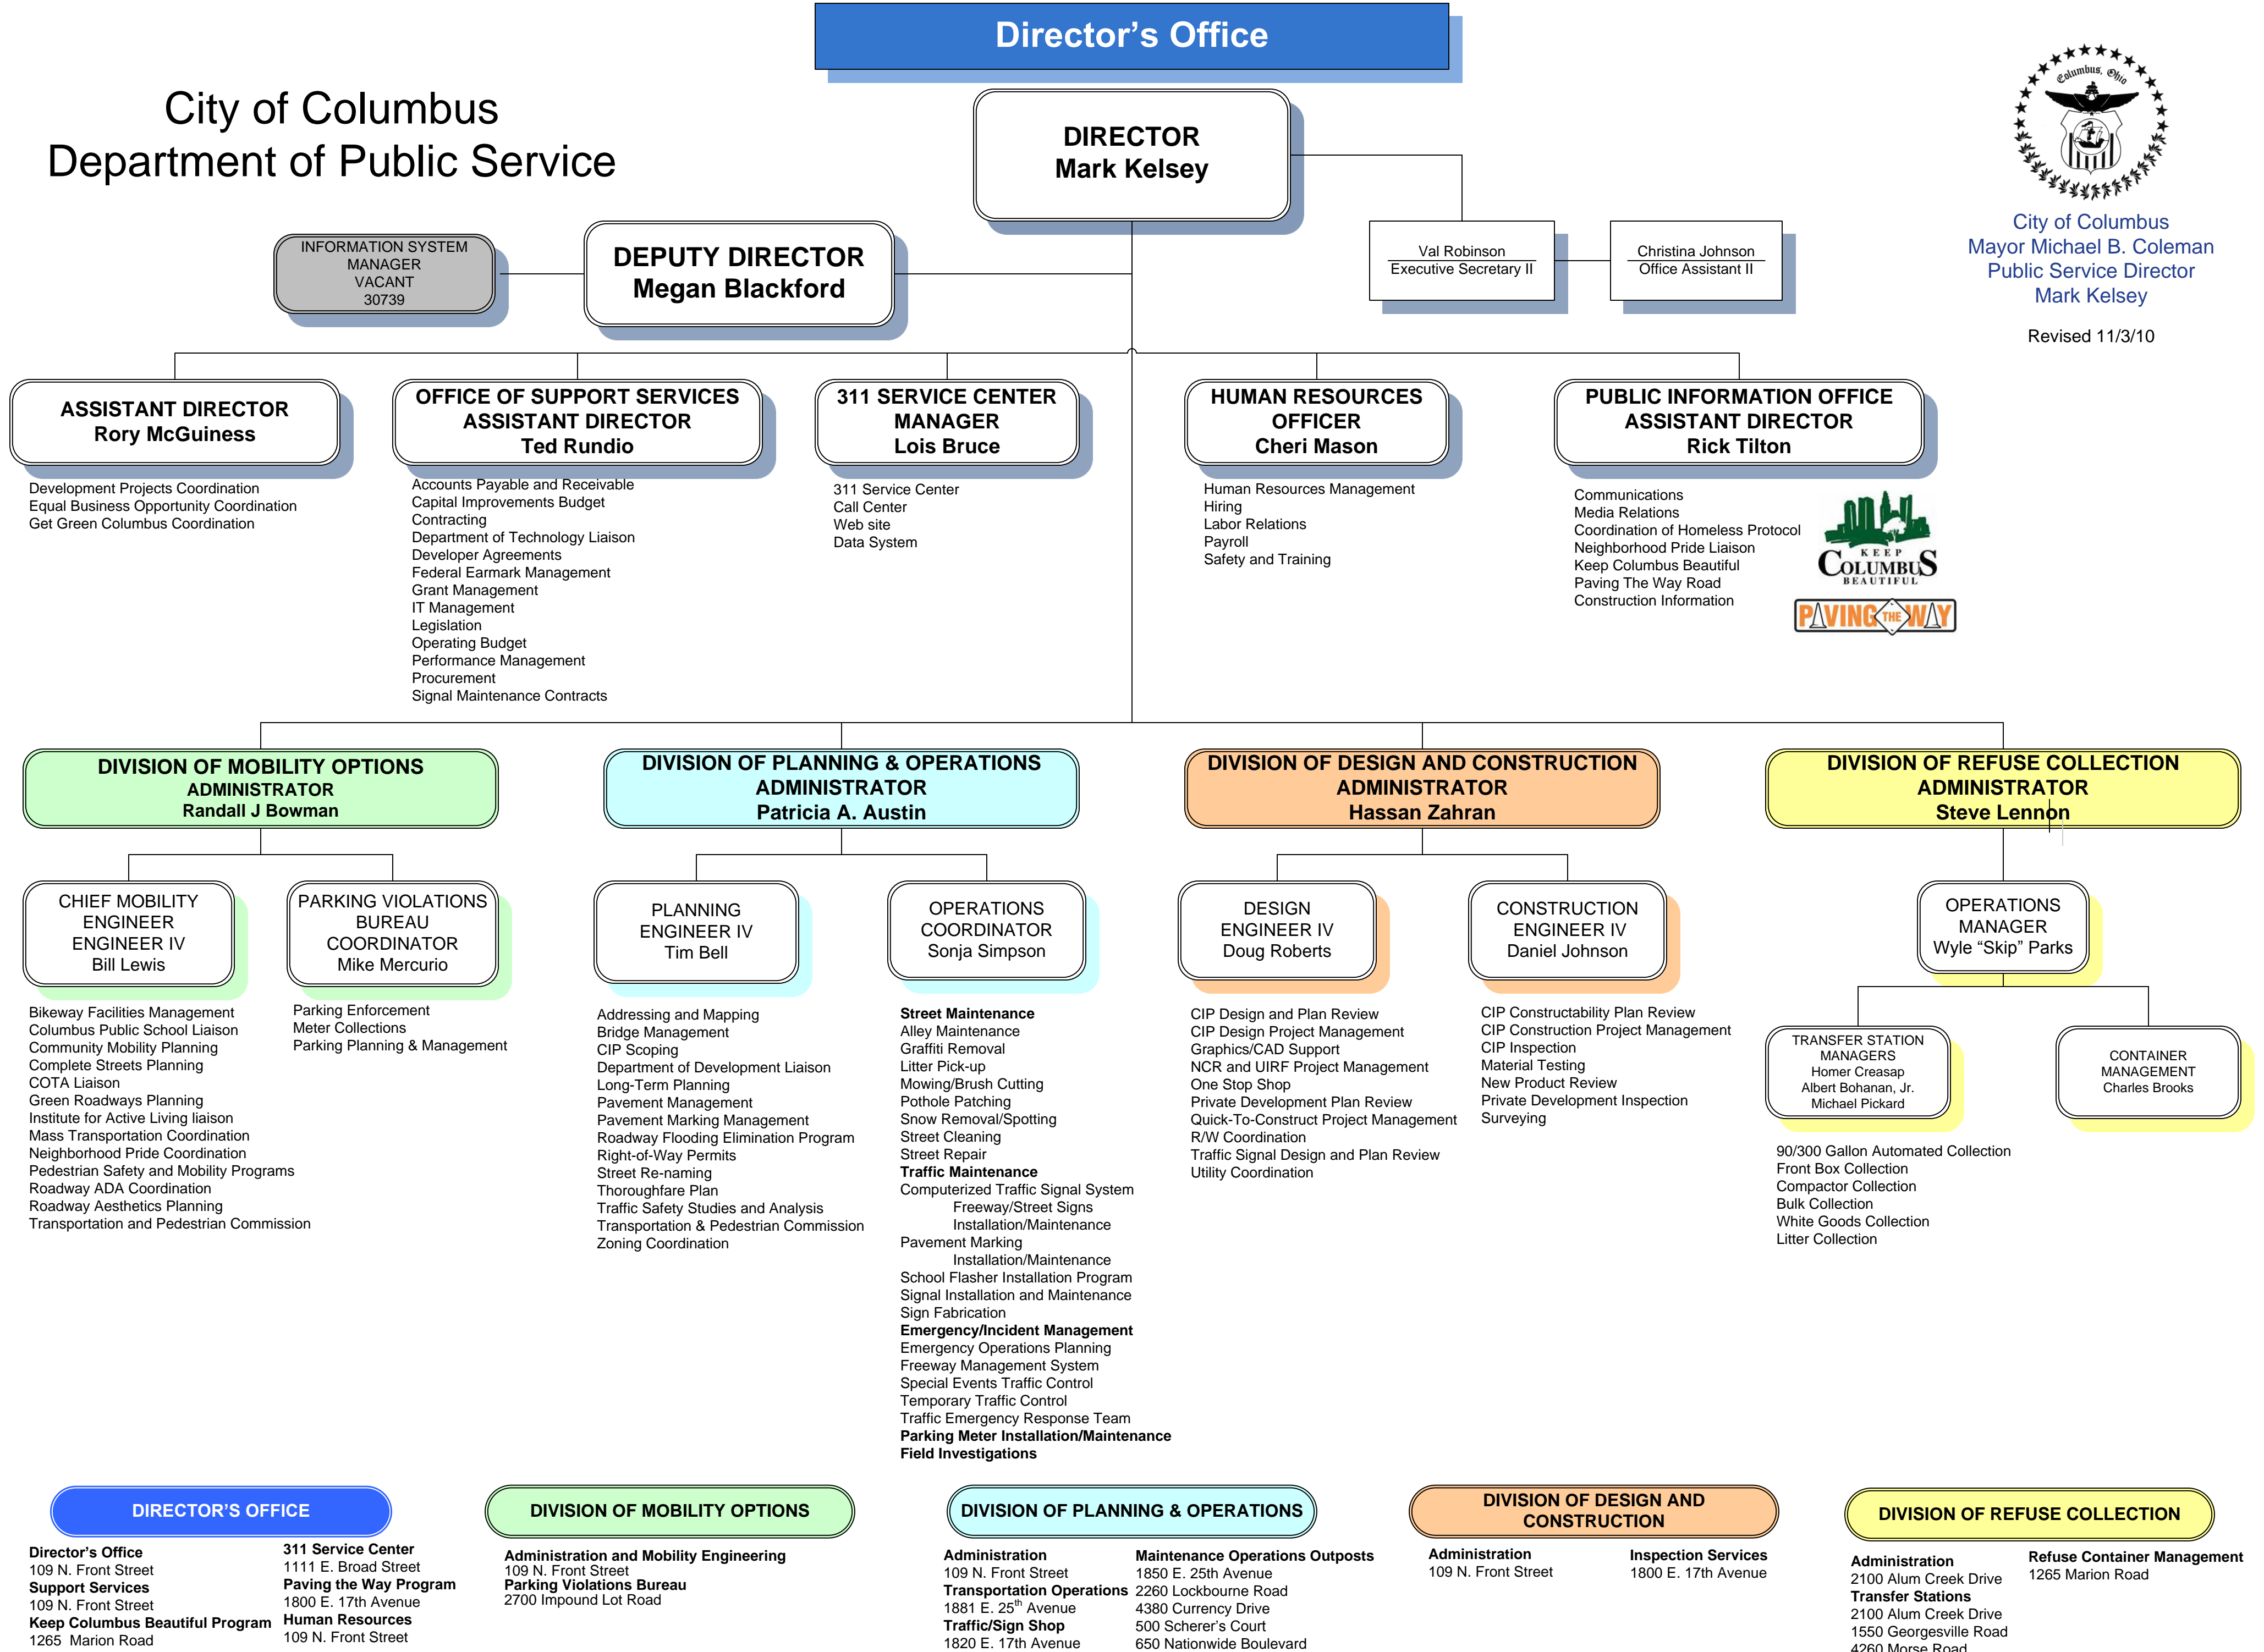 Director's Office
City of Columbus
Department of Public Service
DIRECTOR
Mark Kelsey
Columbus, Ohio
City of Columbus
Mayor Michael B. Coleman
Public Service Director
Mark Kelsey
Revised 11/3/10
INFORMATION SYSTEM
MANAGER
VACANT
30739
DEPUTY DIRECTOR
Megan Blackford
Val Robinson
Executive Secretary II
Christina Johnson
Office Assistant II
ASSISTANT DIRECTOR
Rory McGuiness
Development Projects Coordination
Equal Business Opportunity Coordination
Get Green Columbus Coordination
OFFICE OF SUPPORT SERVICES
ASSISTANT DIRECTOR
Ted Rundio
Accounts Payable and Receivable
Capital Improvements Budget
Contracting
Department of Technology Liaison
Developer Agreements
Federal Earmark Management
Grant Management
IT Management
Legislation
Operating Budget
Performance Management
Procurement
Signal Maintenance Contracts
311 SERVICE CENTER
MANAGER
Lois Bruce
311 Service Center
Call Center
Web site
Data System
HUMAN RESOURCES
OFFICER
Cheri Mason
Human Resources Management
Hiring
Labor Relations
Payroll
Safety and Training
PUBLIC INFORMATION OFFICE
ASSISTANT DIRECTOR
Rick Tilton
Communications
Media Relations
Coordination of Homeless Protocol
Neighborhood Pride Liaison
Keep Columbus Beautiful
Paving The Way Road
Construction Information
KEEP
COLUMBUS
BEAUTIFUL
PAVING THE WAY
DIVISION OF MOBILITY OPTIONS
ADMINISTRATOR
Randall J Bowman
CHIEF MOBILITY
ENGINEER
ENGINEER IV
Bill Lewis
Bikeway Facilities Management
Columbus Public School Liaison
Community Mobility Planning
Complete Streets Planning
COTA Liaison
Green Roadways Planning
Institute for Active Living liaison
Mass Transportation Coordination
Neighborhood Pride Coordination
Pedestrian Safety and Mobility Programs
Roadway ADA Coordination
Roadway Aesthetics Planning
Transportation and Pedestrian Commission
PARKING VIOLATIONS
BUREAU
COORDINATOR
Mike Mercurio
Parking Enforcement
Meter Collections
Parking Planning & Management
DIVISION OF PLANNING & OPERATIONS
ADMINISTRATOR
Patricia A. Austin
PLANNING
ENGINEER IV
Tim Bell
Addressing and Mapping
Bridge Management
CIP Scoping
Department of Development Liaison
Long-Term Planning
Pavement Management
Pavement Marking Management
Roadway Flooding Elimination Program
Right-of-Way Permits
Street Re-naming
Thoroughfare Plan
Traffic Safety Studies and Analysis
Transportation & Pedestrian Commission
Zoning Coordination
OPERATIONS
COORDINATOR
Sonja Simpson
Street Maintenance
Alley Maintenance
Graffiti Removal
Litter Pick-up
Mowing/Brush Cutting
Pothole Patching
Snow Removal/Spotting
Street Cleaning
Street Repair
Traffic Maintenance
Computerized Traffic Signal System
Freeway/Street Signs
Installation/Maintenance
Pavement Marking
Installation/Maintenance
School Flasher Installation Program
Signal Installation and Maintenance
Sign Fabrication
Emergency/Incident Management
Emergency Operations Planning
Freeway Management System
Special Events Traffic Control
Temporary Traffic Control
Traffic Emergency Response Team
Parking Meter Installation/Maintenance
Field Investigations
DIVISION OF DESIGN AND CONSTRUCTION
ADMINISTRATOR
Hassan Zahran
DESIGN
ENGINEER IV
Doug Roberts
CIP Design and Plan Review
CIP Design Project Management
Graphics/CAD Support
NCR and UIRF Project Management
One Stop Shop
Private Development Plan Review
Quick-To-Construct Project Management
R/W Coordination
Traffic Signal Design and Plan Review
Utility Coordination
CONSTRUCTION
ENGINEER IV
Daniel Johnson
CIP Constructability Plan Review
CIP Construction Project Management
CIP Inspection
Material Testing
New Product Review
Private Development Inspection
Surveying
DIVISION OF REFUSE COLLECTION
ADMINISTRATOR
Steve Lennon
OPERATIONS
MANAGER
Wyle “Skip” Parks
TRANSFER STATION
MANAGERS
Homer Creasap
Albert Bohanan, Jr.
Michael Pickard
CONTAINER
MANAGEMENT
Charles Brooks
90/300 Gallon Automated Collection
Front Box Collection
Compactor Collection
Bulk Collection
White Goods Collection
Litter Collection
DIRECTOR'S OFFICE
Director's Office
109 N. Front Street
Support Services
109 N. Front Street
Keep Columbus Beautiful Program
1265 Marion Road
311 Service Center
1111 E. Broad Street
Paving the Way Program
1800 E. 17th Avenue
Human Resources
109 N. Front Street
DIVISION OF MOBILITY OPTIONS
Administration and Mobility Engineering
109 N. Front Street
Parking Violations Bureau
2700 Impound Lot Road
DIVISION OF PLANNING & OPERATIONS
Administration
109 N. Front Street
Transportation Operations
1881 E. 25th Avenue
Traffic/Sign Shop
1820 E. 17th Avenue
Maintenance Operations Outposts
1850 E. 25th Avenue
2260 Lockbourne Road
4380 Currency Drive
500 Scherer's Court
650 Nationwide Boulevard
DIVISION OF DESIGN AND
CONSTRUCTION
Administration
109 N. Front Street
Inspection Services
1800 E. 17th Avenue
DIVISION OF REFUSE COLLECTION
Administration
2100 Alum Creek Drive
Transfer Stations
2100 Alum Creek Drive
1550 Georgesville Road
4260 Morse Road
Refuse Container Management
1265 Marion Road